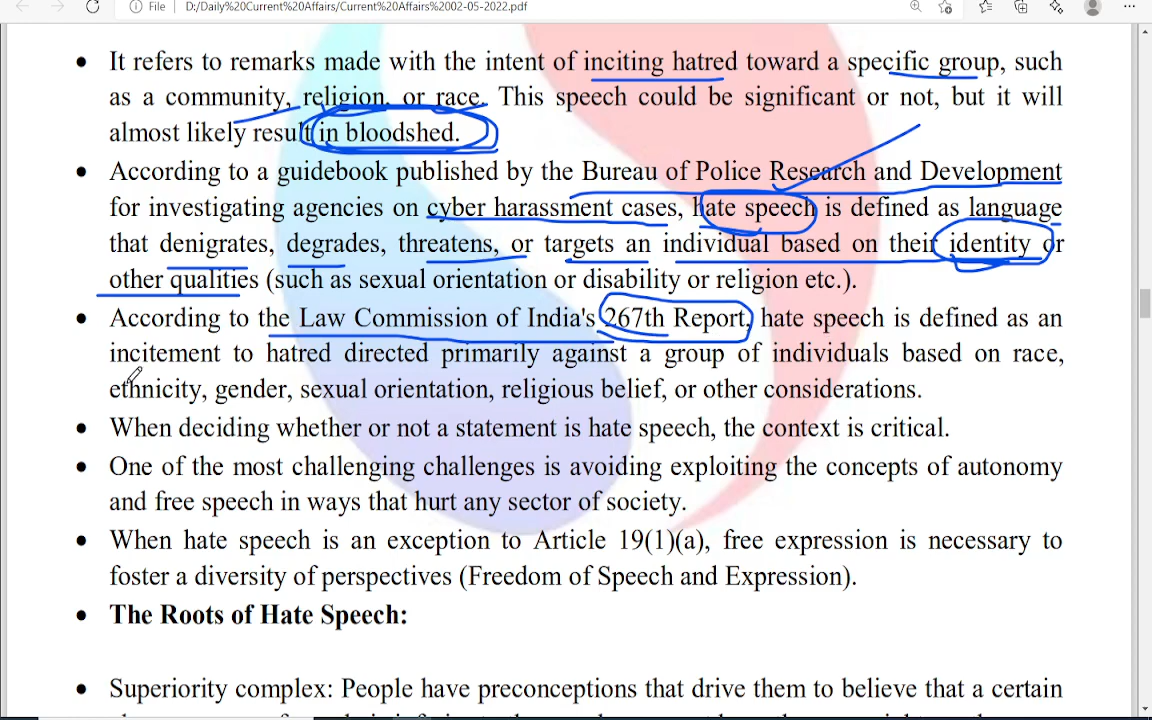 File | D:/Daily%20Current%20Affairs/Current%20Affairs%2002-05-2022.pdf
• It refers to remarks made with the intent of inciting hatred toward a specific group, such
as a community, religion, or race. This speech could be significant or not, but it will
almost likely result in bloodshed.
• According to a guidebook published by the Bureau of Police Research and Development
for investigating agencies on cyber harassment cases, hate speech is defined as language
that denigrates, degrades, threatens, or targets an individual based on their identity or
other qualities (such as sexual orientation or disability or religion etc.).
• According to the Law Commission of India's 267th Report, hate speech is defined as an
incitement to hatred directed primarily against a group of individuals based on race,
ethnicity, gender, sexual orientation, religious belief, or other considerations.
• When deciding whether or not a statement is hate speech, the context is critical.
• One of the most challenging challenges is avoiding exploiting the concepts of autonomy
and free speech in ways that hurt any sector of society.
• When hate speech is an exception to Article 19(1)(a), free expression is necessary to
foster a diversity of perspectives (Freedom of Speech and Expression).
• The Roots of Hate Speech:
• Superiority complex: People have preconceptions that drive them to believe that a certain